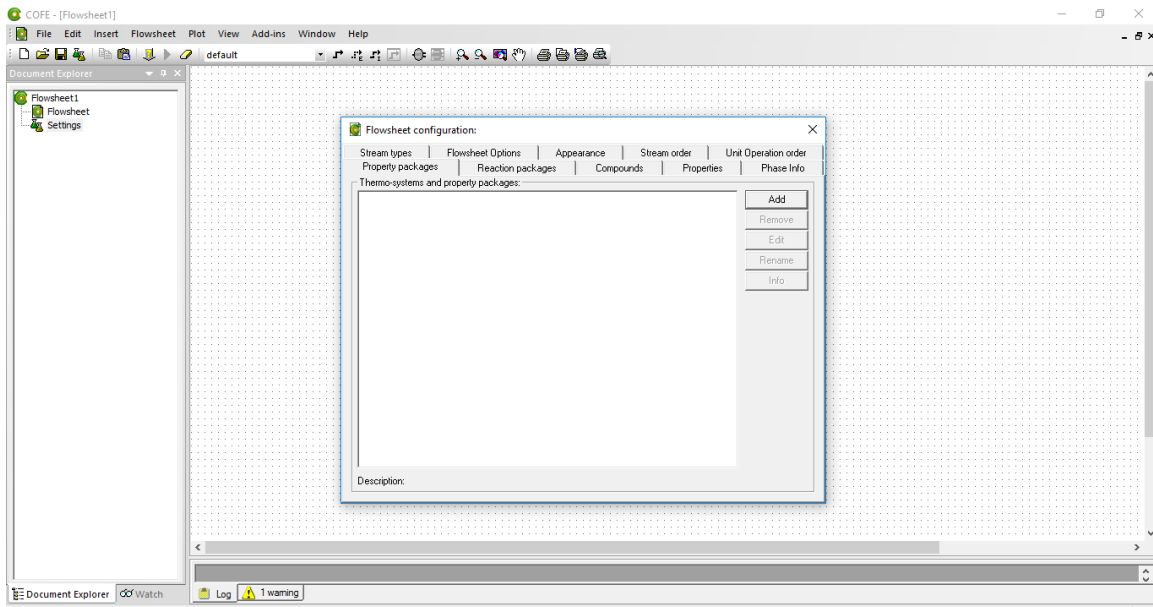 COFE - [Flowsheet1]
File Edit Insert Flowsheet Plot View Add-ins Window Help
default
Document Explorer
Flowsheet1
Flowsheet
Settings
Flowsheet configuration:
Stream types Flowsheet Options Appearance Stream order Unit Operation order
Property packages Reaction packages Compounds Properties Phase Info
Thermo-systems and property packages:
Add
Remove
Edit
Rename
Info
Description:
Document Explorer Watch
Log 1 warning